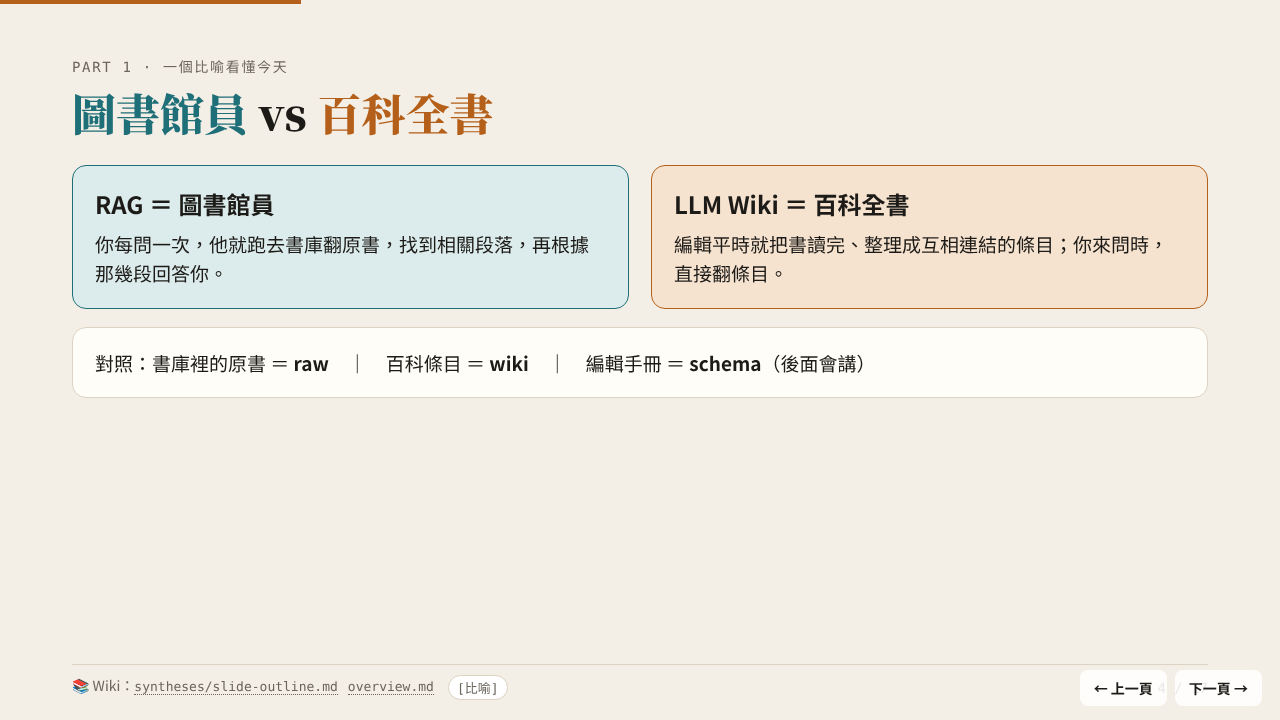 PART 1 · 一個比喻看懂今天
圖書館員 vs 百科全書
RAG ＝ 圖書館員
你每問一次，他就跑去書庫翻原書，找到相關段落，再根據
那幾段回答你。
LLM Wiki ＝ 百科全書
編輯平時就把書讀完、整理成互相連結的條目；你來問時，
直接翻條目。
對照：書庫裡的原書 ＝ raw ｜ 百科條目 ＝ wiki ｜ 編輯手冊 ＝ schema（後面會講）
📚 Wiki：syntheses/slide-outline.md overview.md [比喻]
← 上一頁 下一頁 →